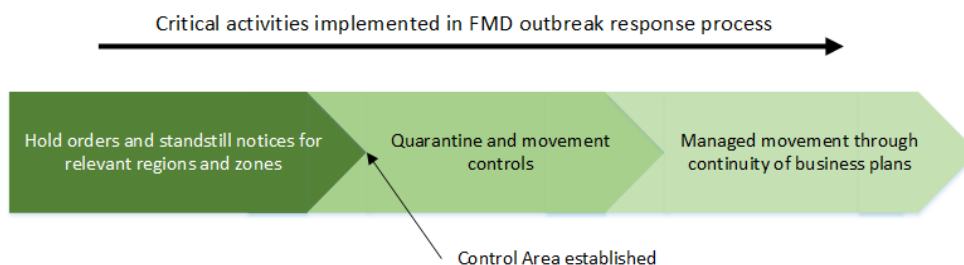 Critical activities implemented in FMD outbreak response process
Hold orders and standstill notices for
relevant regions and zones
Quarantine and movement
controls
Managed movement through
continuity of business plans
Control Area established